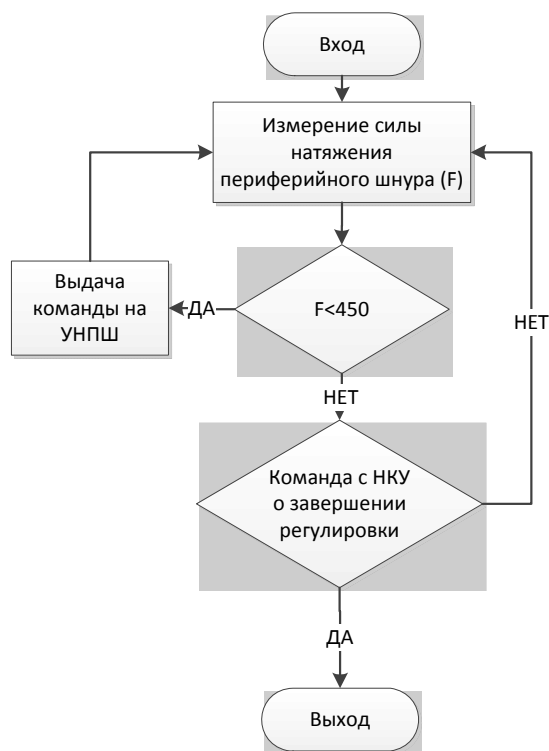 Вход
Измерение силы
натяжения
периферийного шнура (F)
Выдача
команды на
УНПШ
ДА
F<450
НЕТ
НЕТ
Команда с НКУ
о завершении
регулировки
ДА
Выход